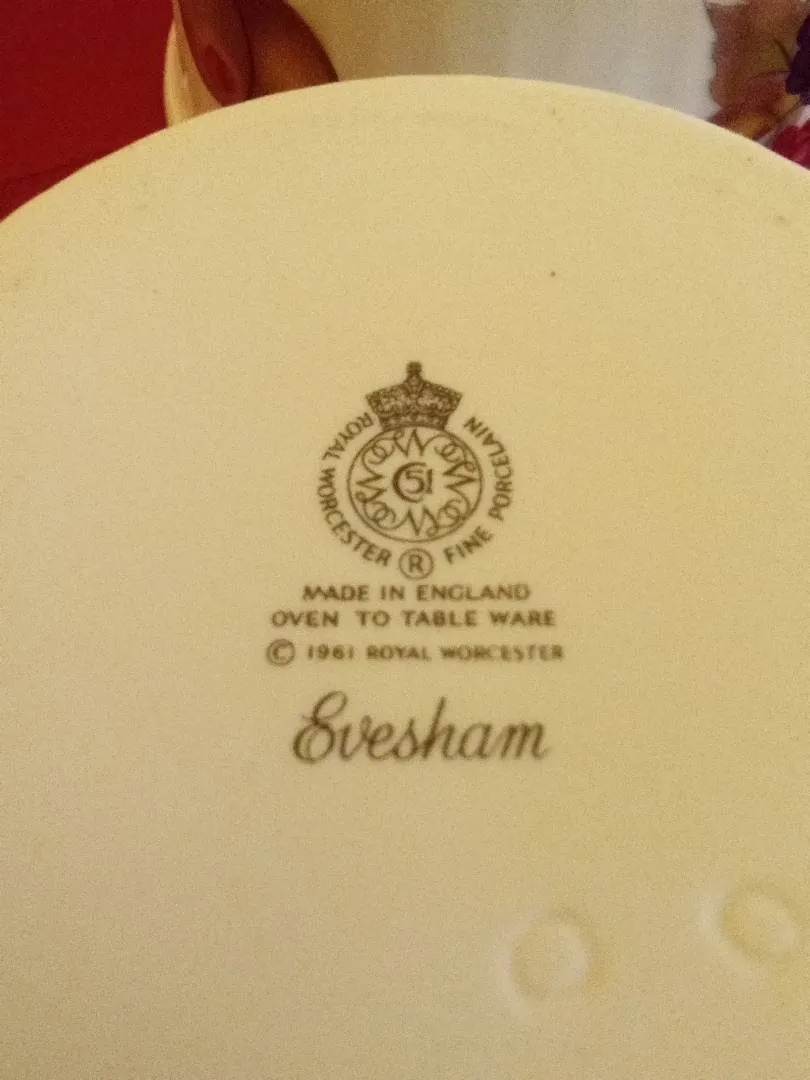 ROYAL WORCESTER ® FINE PORCELAIN
51
MADE IN ENGLAND
OVEN TO TABLE WARE
© 1961 ROYAL WORCESTER
Evesham